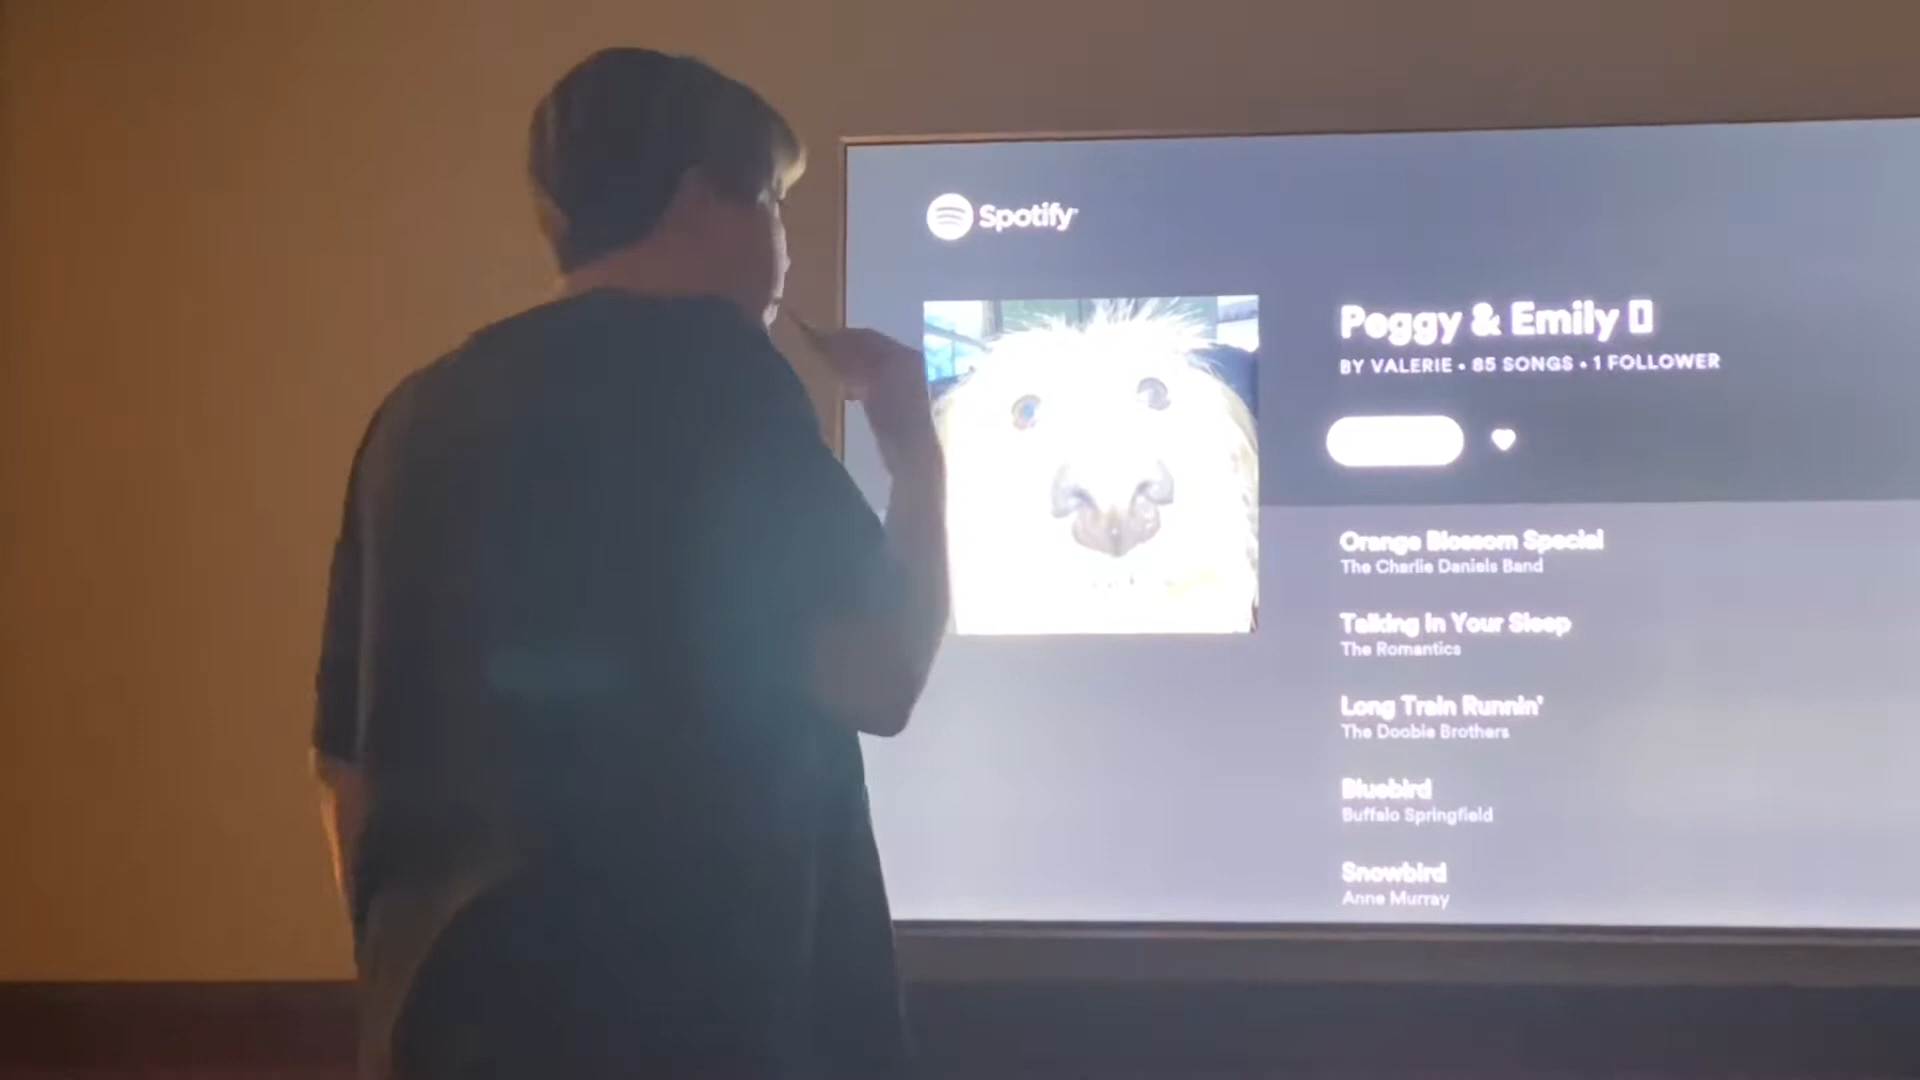 Spotify
Peggy & Emily
BY VALERIE • 85 SONGS • 1 FOLLOWER
Orange Blossom Special
The Charlie Daniels Band
Talking In Your Sleep
The Romantics
Long Train Runnin'
The Doobie Brothers
Bluebird
Buffalo Springfield
Snowbird
Anne Murray